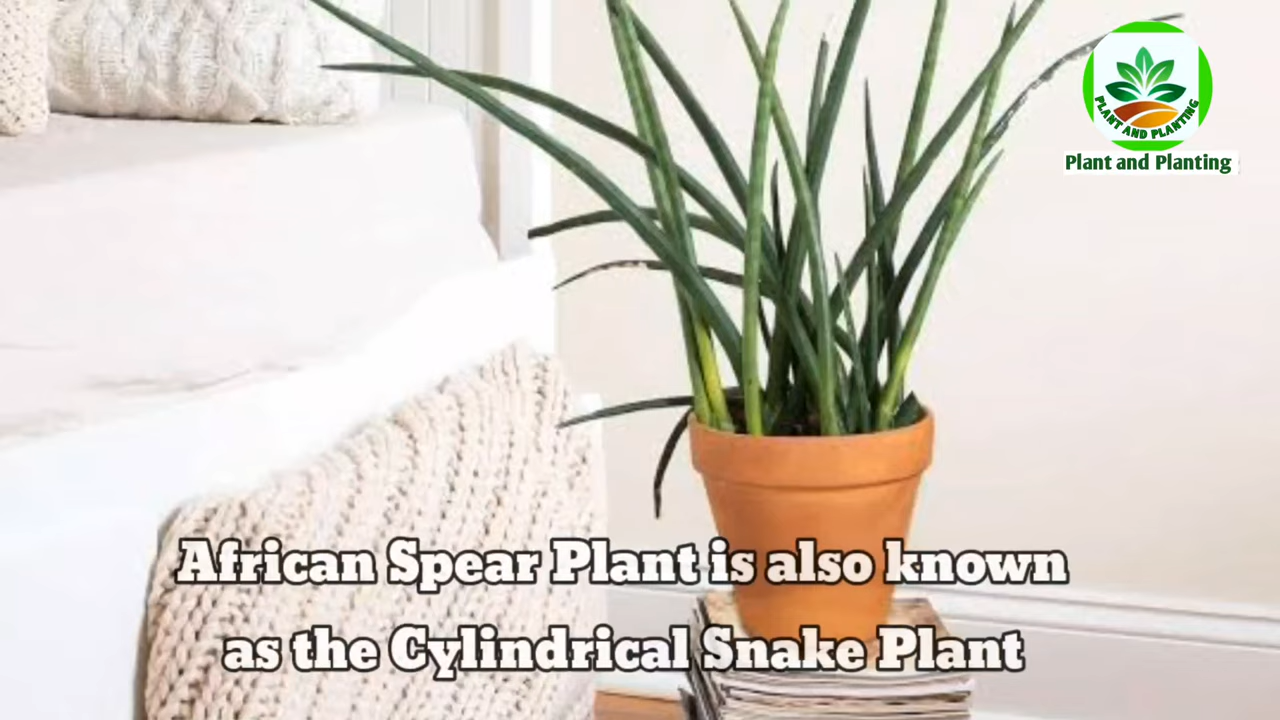 PLANT AND PLANTING
Plant and Planting
African Spear Plant is also known
as the Cylindrical Snake Plant